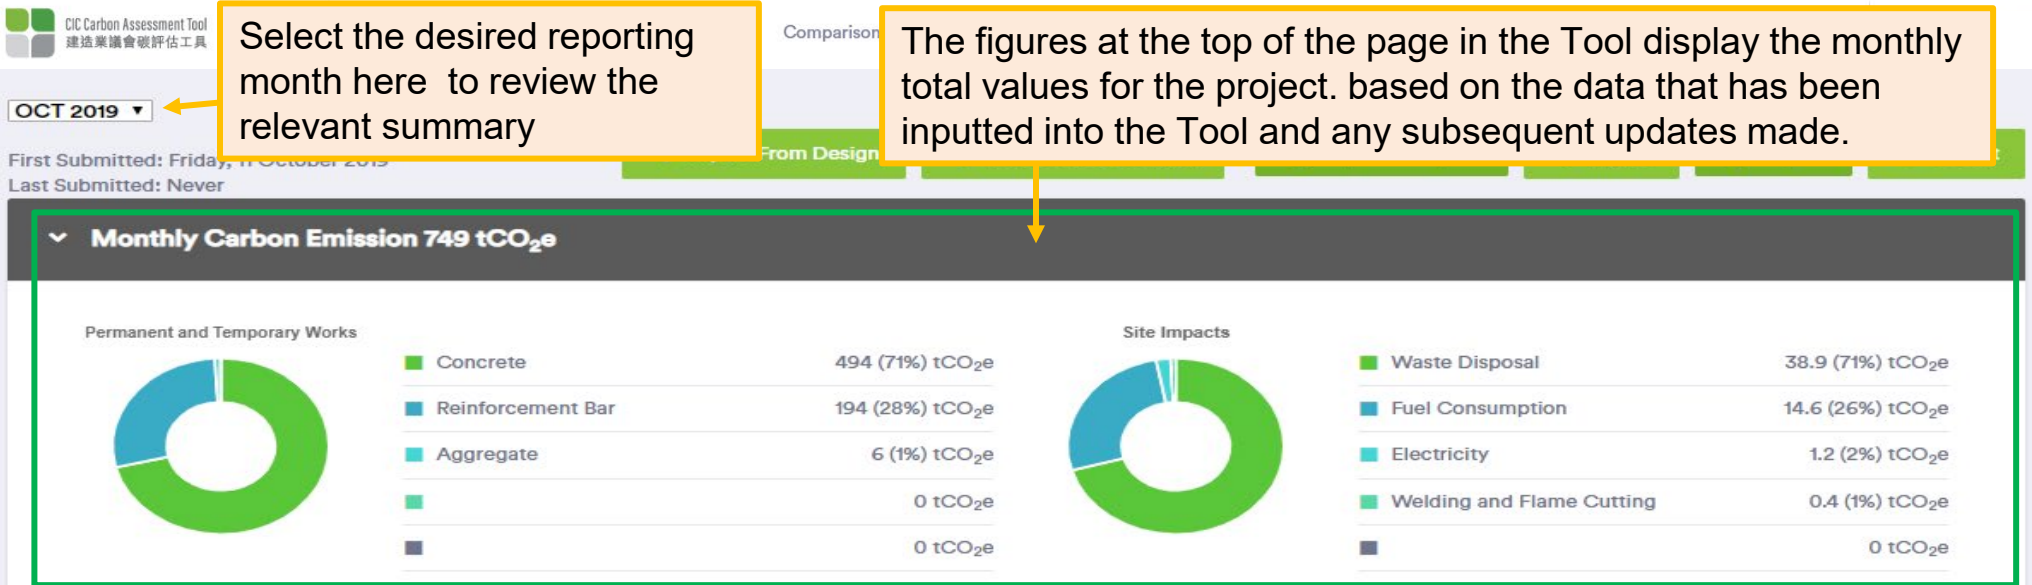 CIC Carbon Assessment Tool
建造業議會碳評估工具
Select the desired reporting
month here to review the
relevant summary
Comparison
The figures at the top of the page in the Tool display the monthly
total values for the project. based on the data that has been
inputted into the Tool and any subsequent updates made.
OCT 2019 ▼
First Submitted: Friday, 11 October 2019
Last Submitted: Never
From Design
Monthly Carbon Emission 749 tCO₂e
Permanent and Temporary Works
Concrete 494 (71%) tCO₂e
Reinforcement Bar 194 (28%) tCO₂e
Aggregate 6 (1%) tCO₂e
0 tCO₂e
0 tCO₂e
Site Impacts
Waste Disposal 38.9 (71%) tCO₂e
Fuel Consumption 14.6 (26%) tCO₂e
Electricity 1.2 (2%) tCO₂e
Welding and Flame Cutting 0.4 (1%) tCO₂e
0 tCO₂e